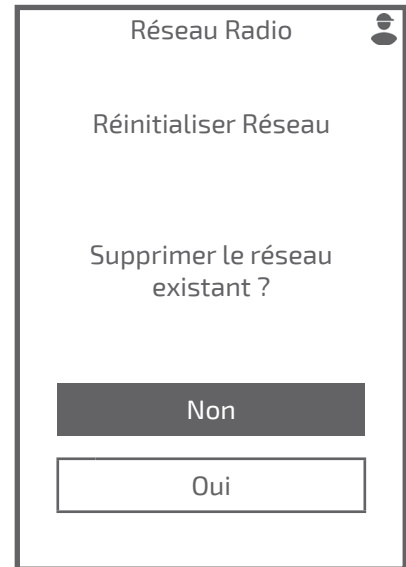 Réseau Radio
Réinitialiser Réseau
Supprimer le réseau
existant ?
Non
Oui